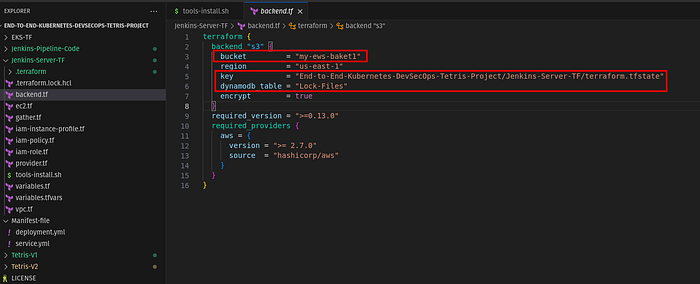 EXPLORER
...
$ tools-install.sh
backend.tf ×
END-TO-END-KUBERNETES-DEVSECOPS-TETRIS-PROJECT
Jenkins-Server-TF > backend.tf > terraform > backend "s3"
EKS-TF
Jenkins-Pipeline-Code
Jenkins-Server-TF
.terraform
.terraform.lock.hcl
backend.tf
ec2.tf
gather.tf
iam-instance-profile.tf
iam-policy.tf
iam-role.tf
provider.tf
$ tools-install.sh
variables.tf
variables.tfvars
vpc.tf
Manifest-file
! deployment.yml
! service.yml
Tetris-V1
Tetris-V2
LICENSE
1 terraform {
2 backend "s3" {
3 bucket = "my-ews-baket1"
4 region = "us-east-1"
5 key = "End-to-End-Kubernetes-DevSecOps-Tetris-Project/Jenkins-Server-TF/terraform.tfstate"
6 dynamodb_table = "Lock-Files"
7 encrypt = true
8 }
9 required_version = ">=0.13.0"
10 required_providers {
11 aws = {
12 version = ">= 2.7.0"
13 source = "hashicorp/aws"
14 }
15 }
16 }